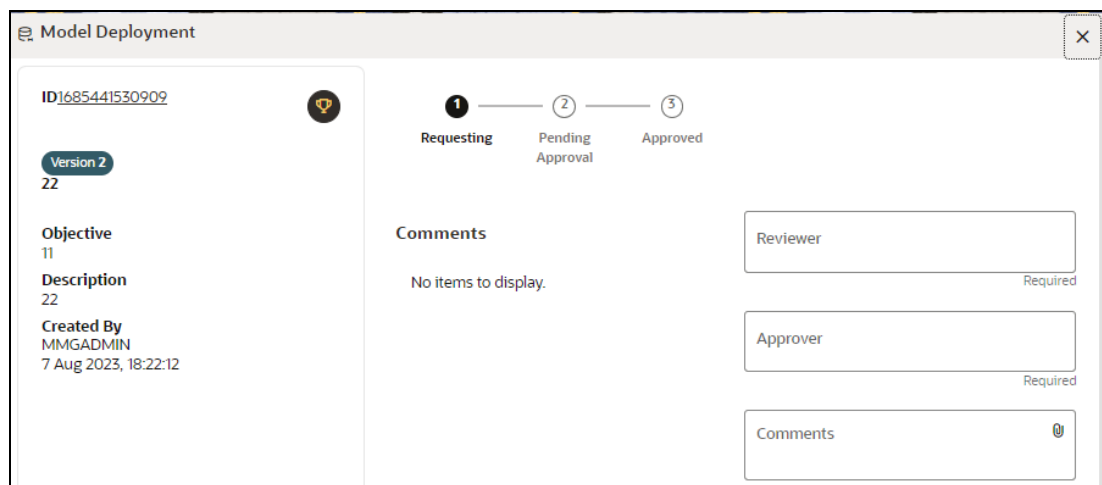 Model Deployment
ID1685441530909
Version 2
22
Objective
11
Description
22
Created By
MMGADMIN
7 Aug 2023, 18:22:12
1
2
3
Requesting
Pending
Approval
Approved
Comments
No items to display.
Reviewer
Required
Approver
Required
Comments